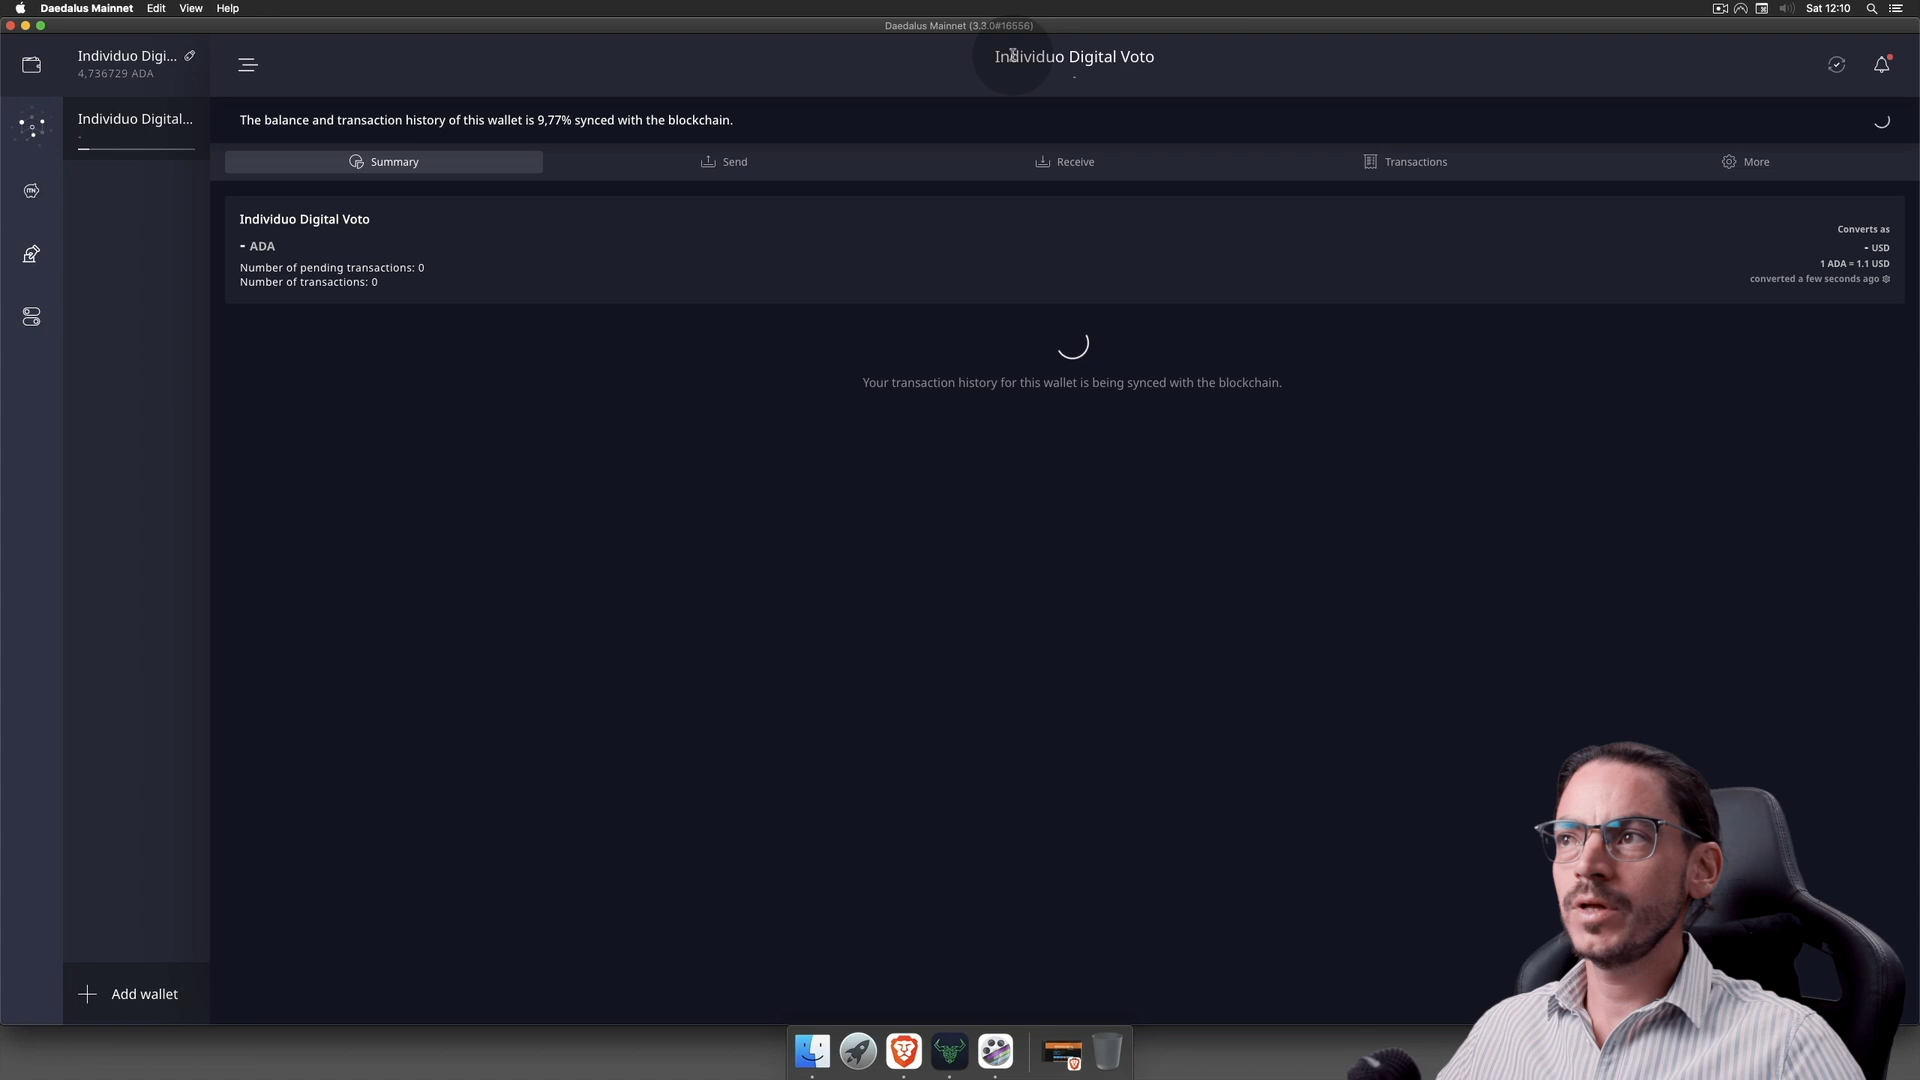 Daedalus Mainnet Edit View Help
Sat 12:10
Daedalus Mainnet (3.3.0#16556)
Individuo Digi...
4,736729 ADA
Individuo Digital Voto
-
Individuo Digital...
-
The balance and transaction history of this wallet is 9,77% synced with the blockchain.
Summary
Send
Receive
Transactions
More
Individuo Digital Voto
- ADA
Number of pending transactions: 0
Number of transactions: 0
Converts as
- USD
1 ADA = 1.1 USD
converted a few seconds ago
Your transaction history for this wallet is being synced with the blockchain.
Add wallet